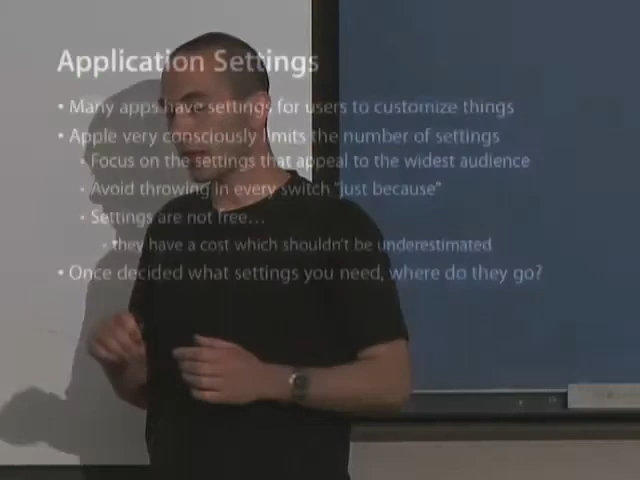 Application Settings
• Many apps have settings for users to customize things
• Apple very consciously limits the number of settings
• Focus on the settings that appeal to the widest audience
• Avoid throwing in every switch "just because"
• Settings are not free…
• they have a cost which shouldn't be underestimated
• Once decided what settings you need, where do they go?